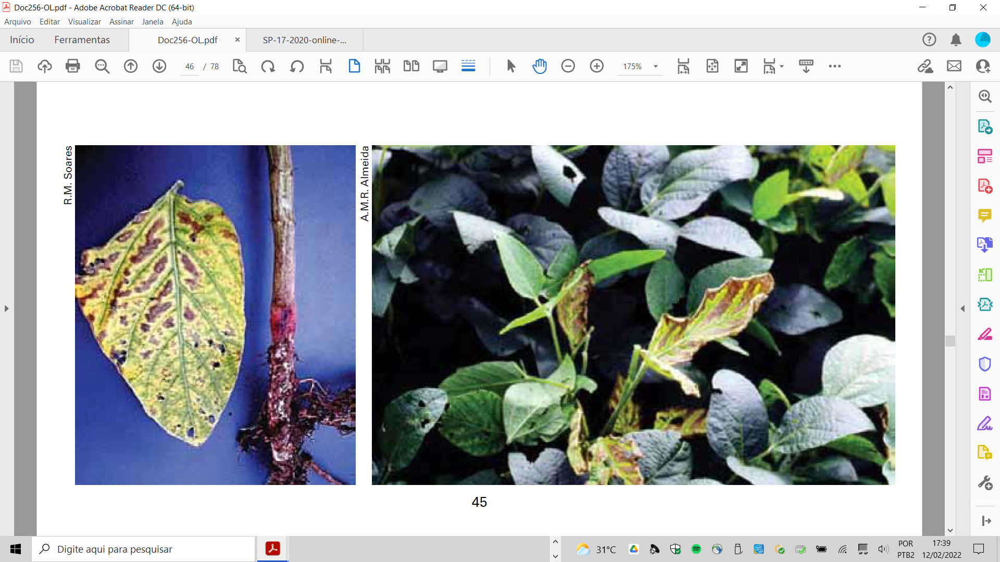 Doc256-OL.pdf - Adobe Acrobat Reader DC (64-bit)
Arquivo Editar Visualizar Assinar Janela Ajuda
Início Ferramentas Doc256-OL.pdf SP-17-2020-online-...
46 / 78 175%
R.M. Soares
A.M.R. Almeida
45
Digite aqui para pesquisar
31°C
POR
PTB2
17:39
12/02/2022